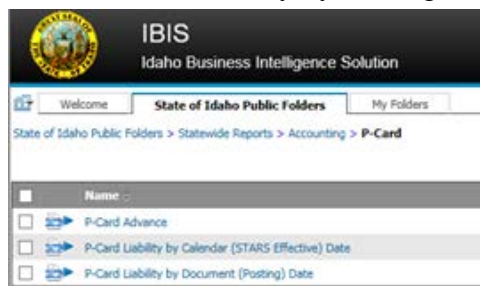 IBIS
Idaho Business Intelligence Solution
Welcome State of Idaho Public Folders My Folders
State of Idaho Public Folders > Statewide Reports > Accounting > P-Card
Name
P-Card Advance
P-Card Liability by Calendar (STARS Effective) Date
P-Card Liability by Document (Posting) Date